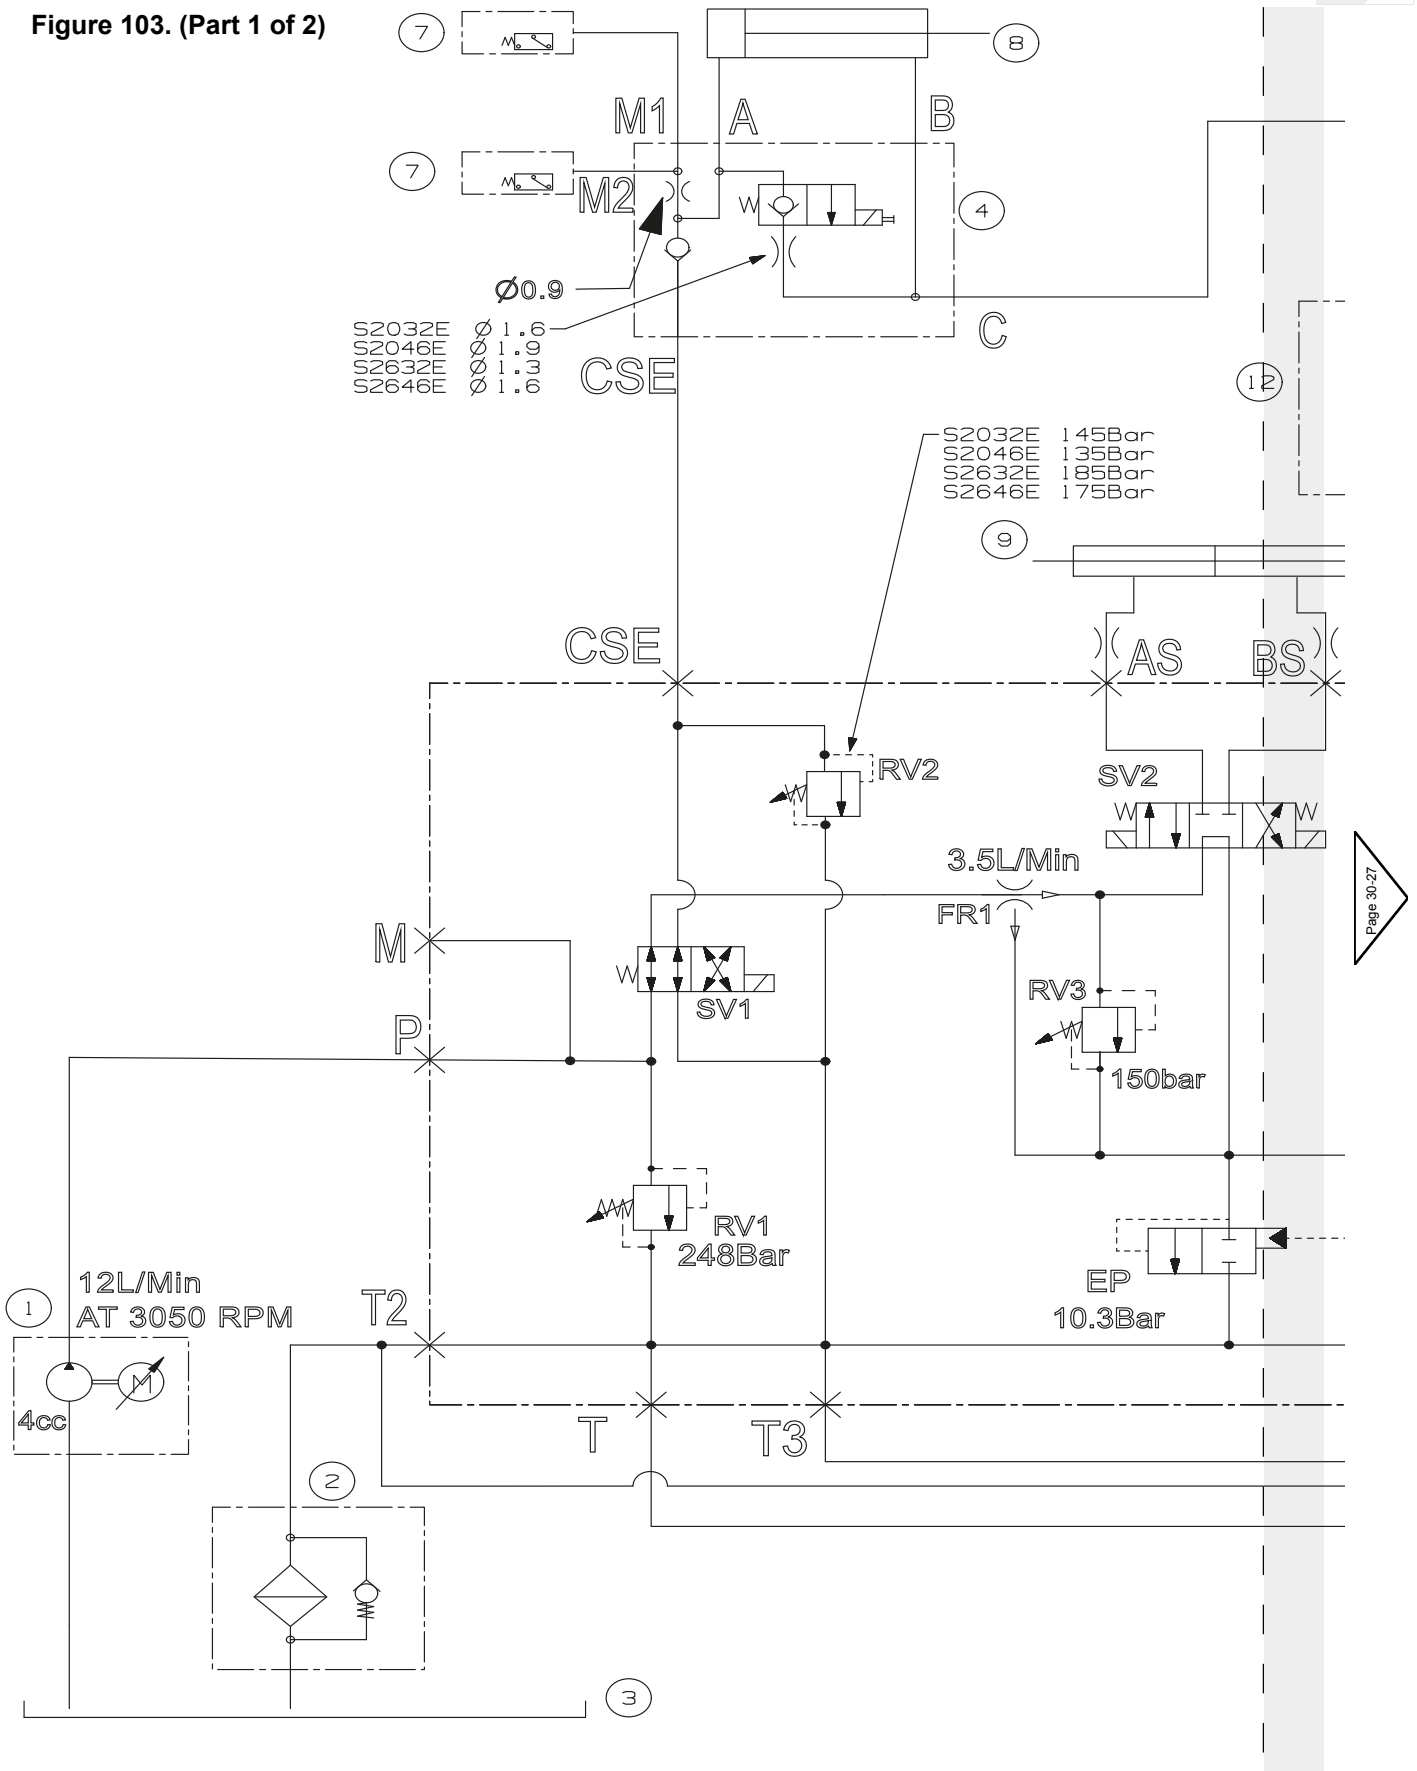 Figure 103. (Part 1 of 2)
7
8
M1
A
B
7
M2
4
Ø0.9
S2032E Ø1.6
S2046E Ø1.9
S2632E Ø1.3
S2646E Ø1.6
C
CSE
12
S2032E 145Bar
S2046E 135Bar
S2632E 185Bar
S2646E 175Bar
9
CSE
AS
BS
RV2
SV2
3.5L/Min
FR1
Page 30-27
M
SV1
RV3
P
150bar
RV1
248Bar
EP
10.3Bar
1
12L/Min
AT 3050 RPM
T2
M
4cc
T
T3
2
3